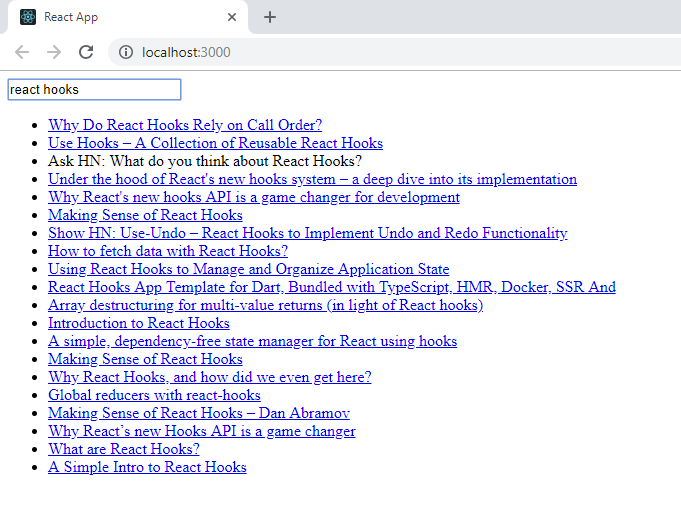 React App
localhost:3000
react hooks
Why Do React Hooks Rely on Call Order?
Use Hooks – A Collection of Reusable React Hooks
Ask HN: What do you think about React Hooks?
Under the hood of React's new hooks system – a deep dive into its implementation
Why React's new hooks API is a game changer for development
Making Sense of React Hooks
Show HN: Use-Undo – React Hooks to Implement Undo and Redo Functionality
How to fetch data with React Hooks?
Using React Hooks to Manage and Organize Application State
React Hooks App Template for Dart, Bundled with TypeScript, HMR, Docker, SSR And
Array destructuring for multi-value returns (in light of React hooks)
Introduction to React Hooks
A simple, dependency-free state manager for React using hooks
Making Sense of React Hooks
Why React Hooks, and how did we even get here?
Global reducers with react-hooks
Making Sense of React Hooks – Dan Abramov
Why React’s new Hooks API is a game changer
What are React Hooks?
A Simple Intro to React Hooks